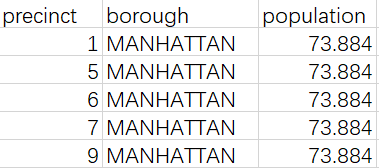 precinct borough population
1 MANHATTAN 73.884
5 MANHATTAN 73.884
6 MANHATTAN 73.884
7 MANHATTAN 73.884
9 MANHATTAN 73.884